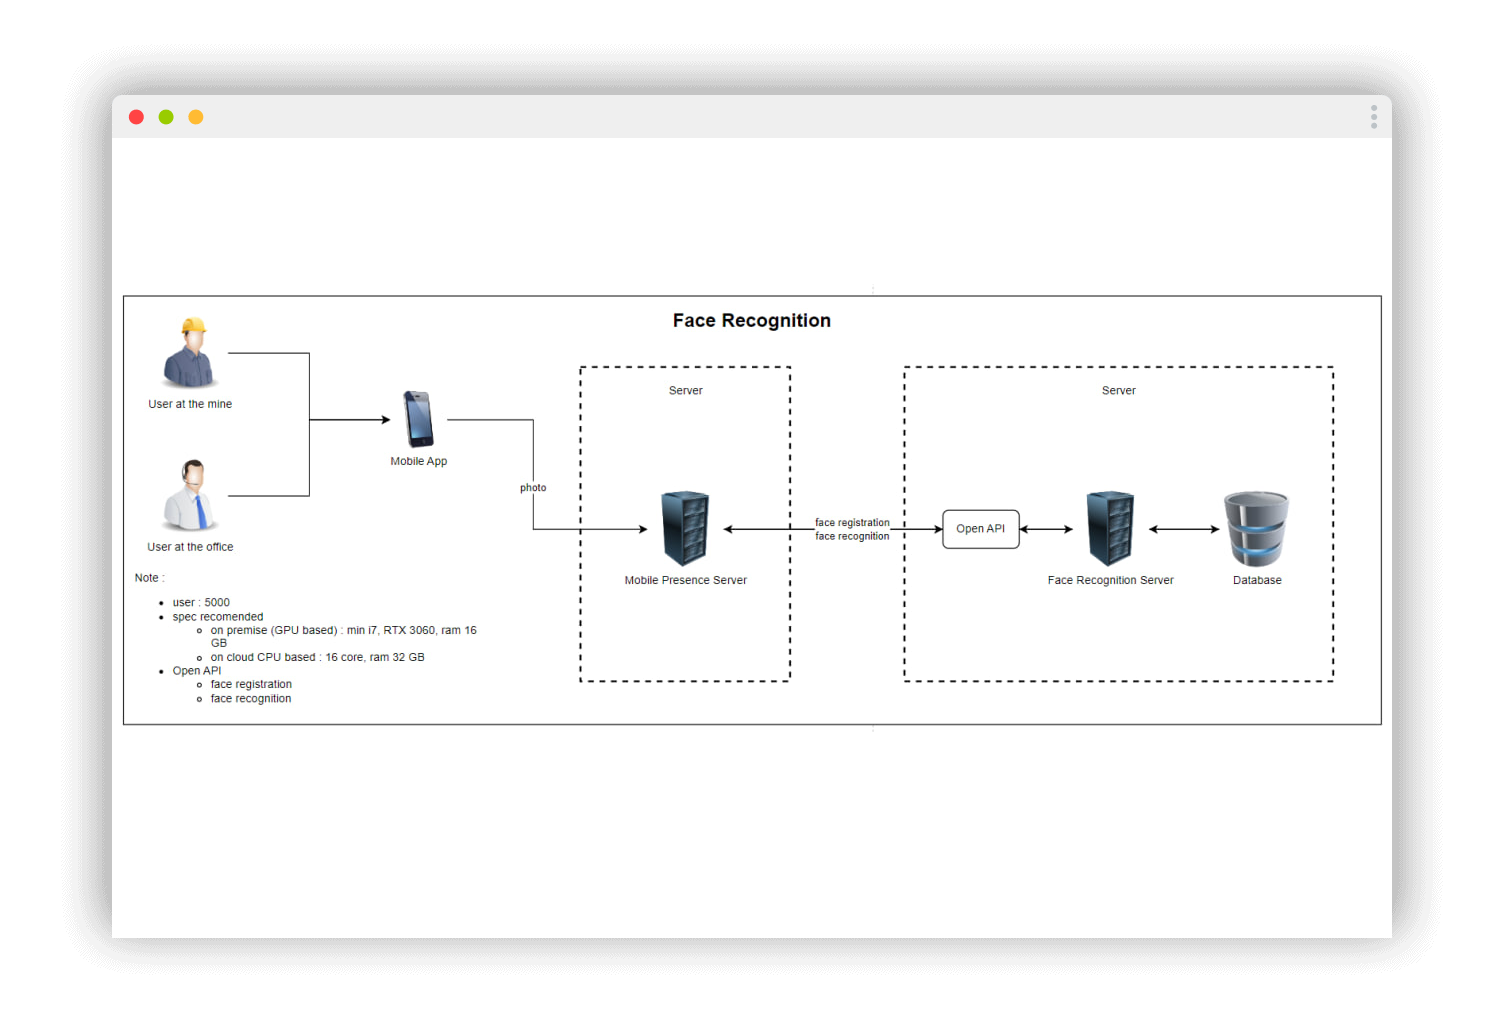 Face Recognition
User at the mine
User at the office
Mobile App
photo
Server
Mobile Presence Server
face registration
face recognition
Server
Open API
Face Recognition Server
Database
Note :
user : 5000
spec recomended
on premise (GPU based) : min i7, RTX 3060, ram 16
GB
on cloud CPU based : 16 core, ram 32 GB
Open API
face registration
face recognition